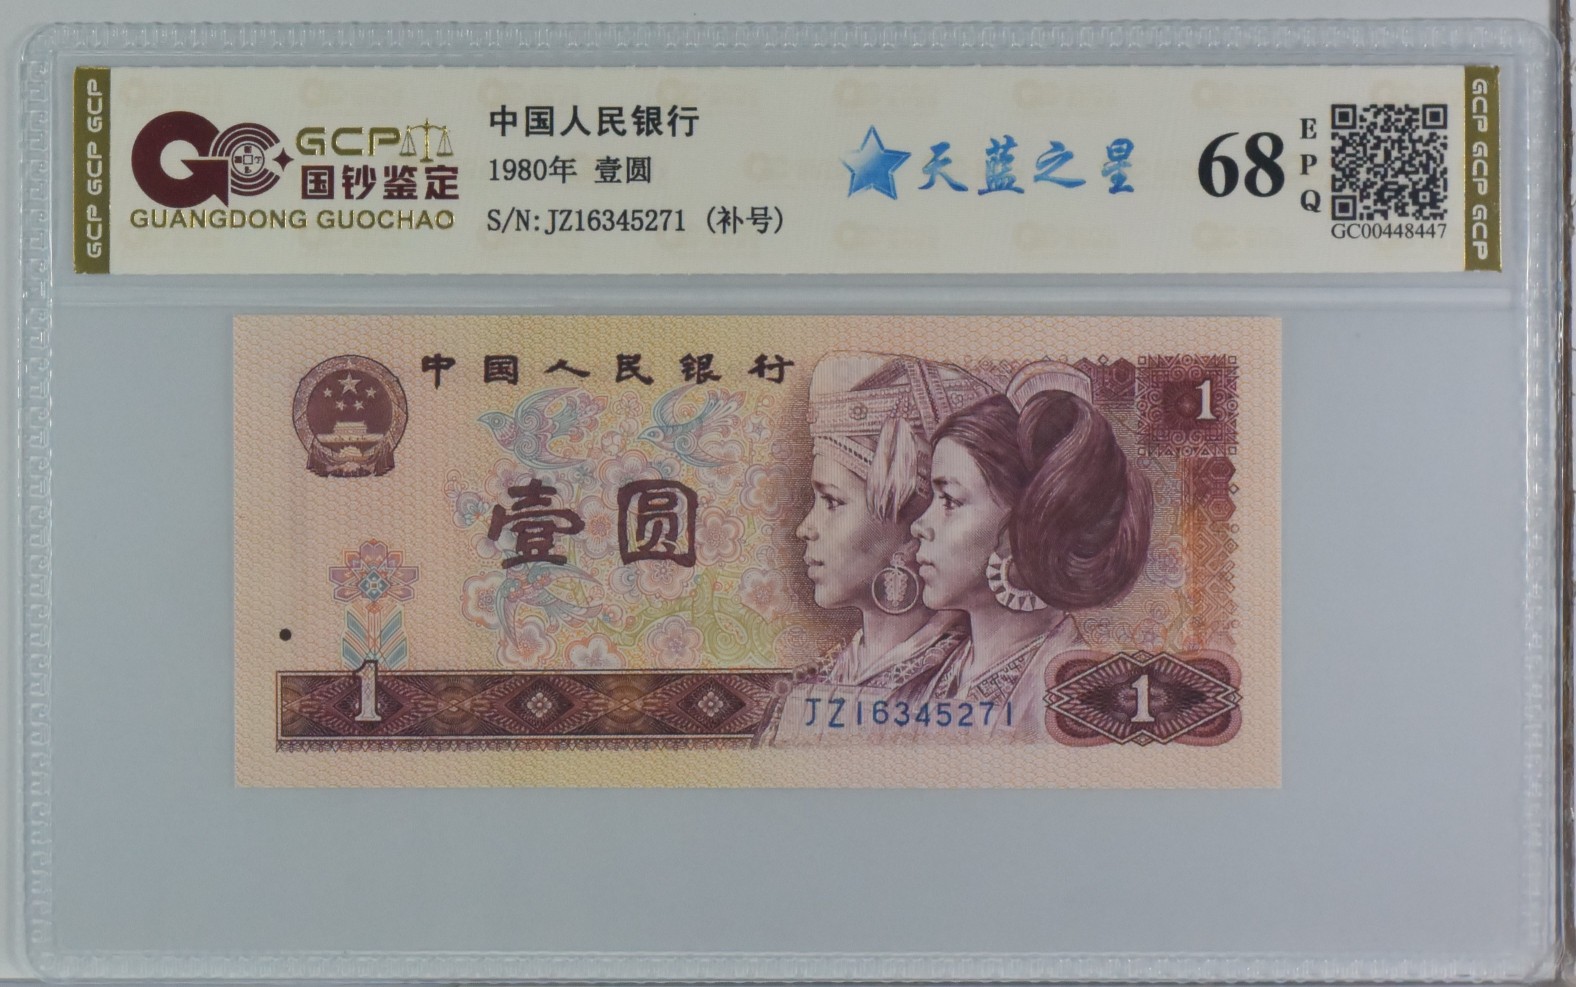 GCP GCP GCP
GCP
国钞鉴定
GUANGDONG GUOCHAO
中国人民银行
1980年 壹圆
S/N:JZ16345271 (补号)
天蓝之星
68
EPQ
GC00448447
GCP GCP GCP
中国人民银行
1
壹圆
1
JZ16345271
1